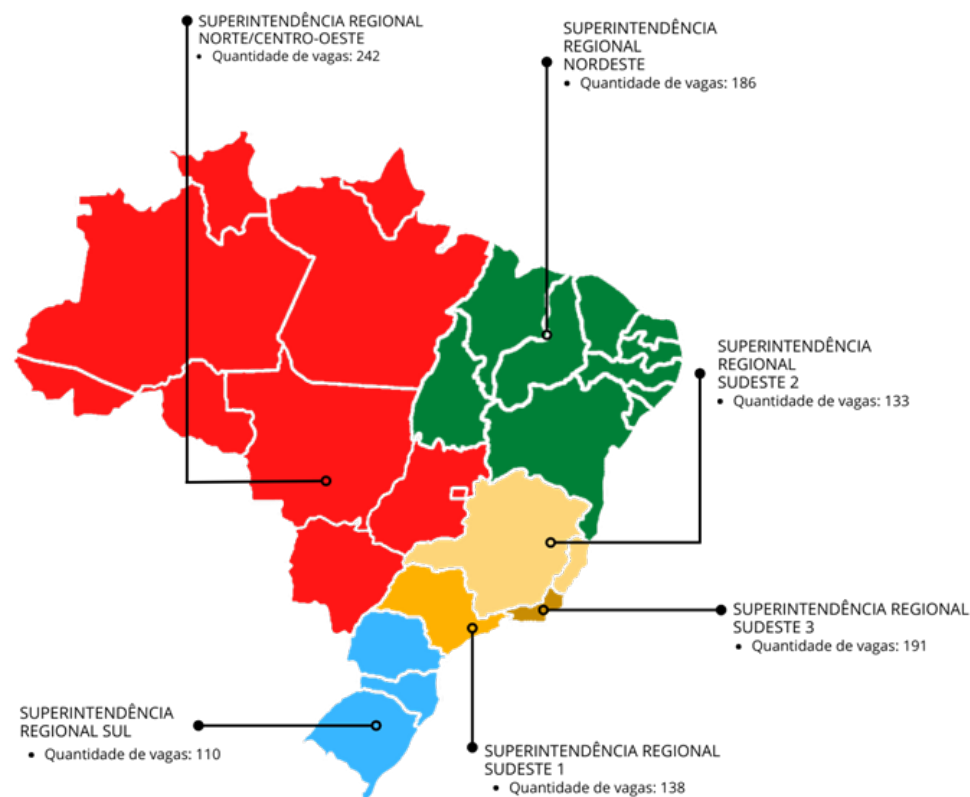 SUPERINTENDÊNCIA REGIONAL
NORTE/CENTRO-OESTE
• Quantidade de vagas: 242
SUPERINTENDÊNCIA
REGIONAL
NORDESTE
• Quantidade de vagas: 186
SUPERINTENDÊNCIA
REGIONAL
SUDESTE 2
• Quantidade de vagas: 133
SUPERINTENDÊNCIA REGIONAL
SUDESTE 3
• Quantidade de vagas: 191
SUPERINTENDÊNCIA
REGIONAL SUL
• Quantidade de vagas: 110
SUPERINTENDÊNCIA REGIONAL
SUDESTE 1
• Quantidade de vagas: 138